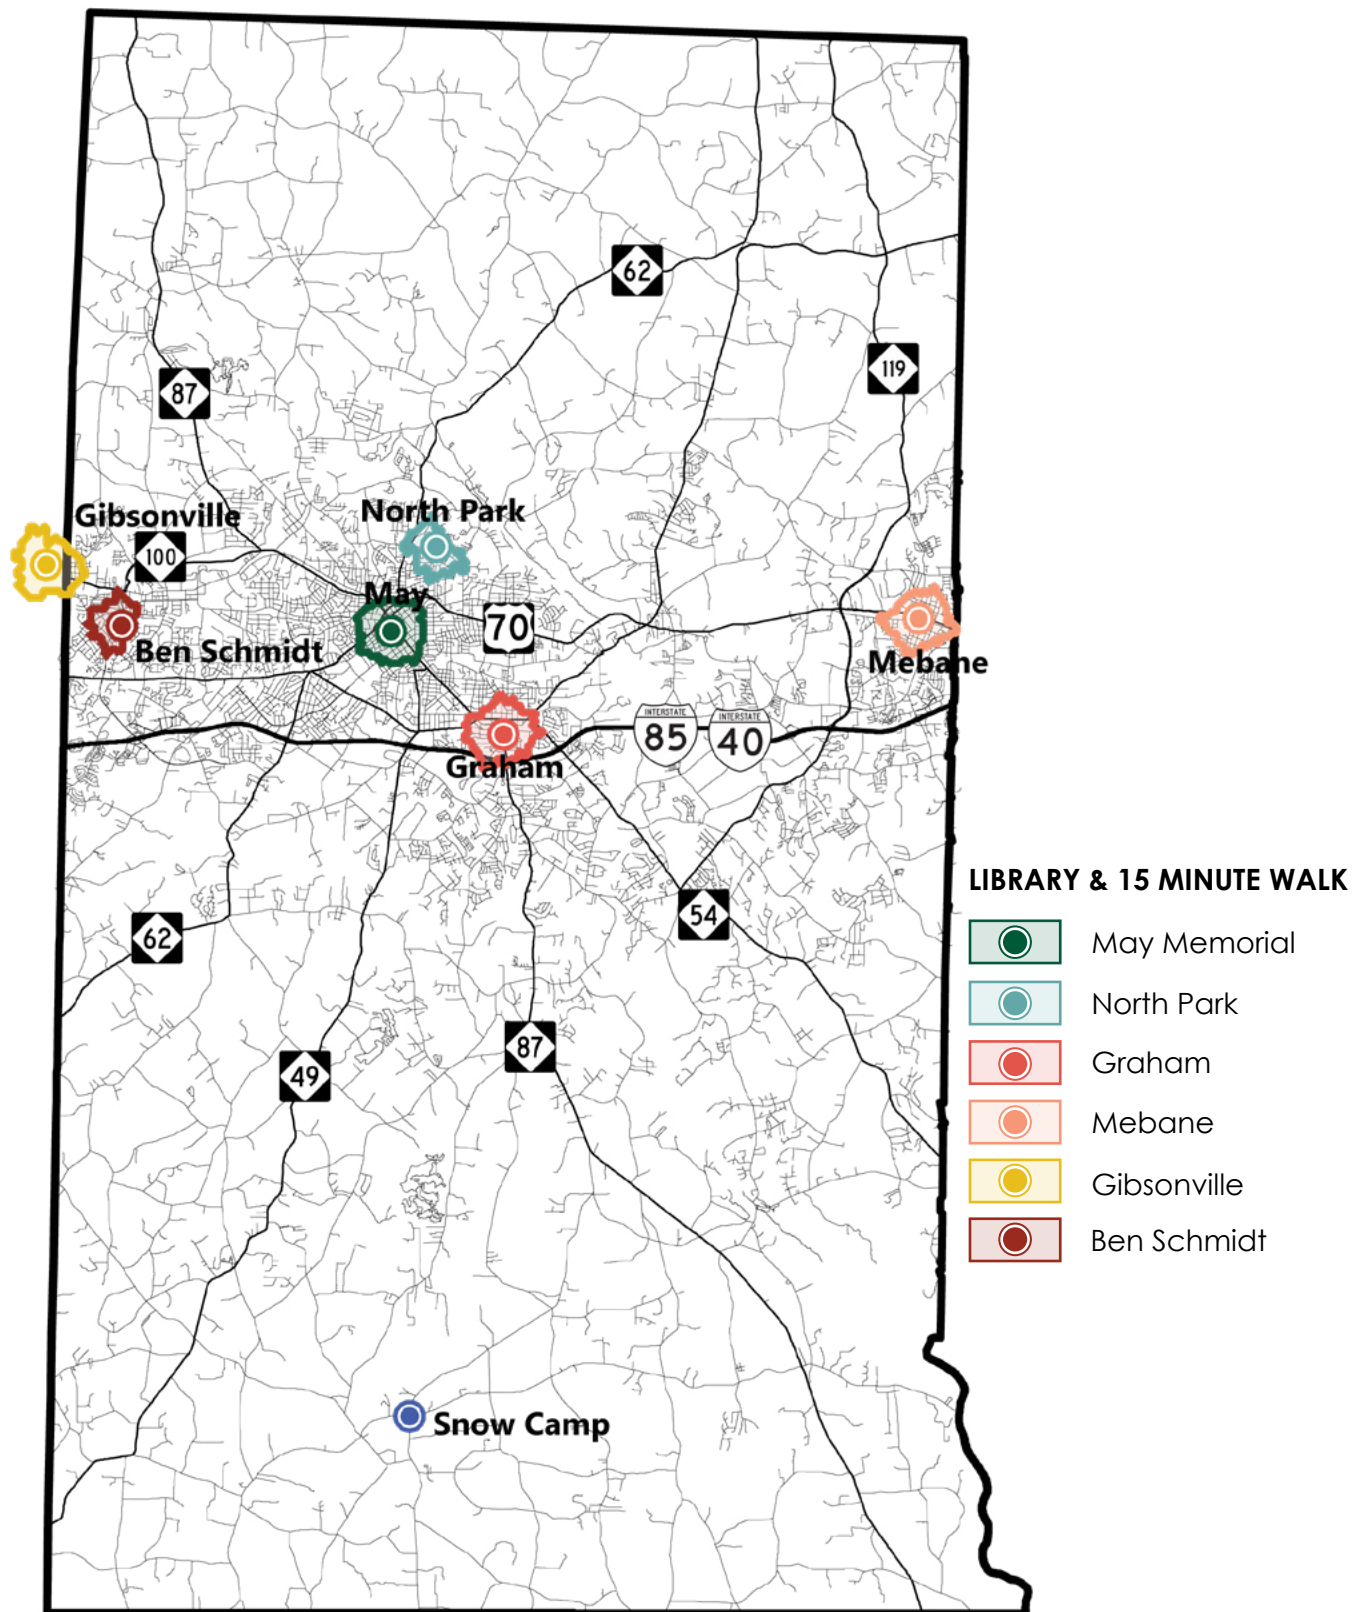 62
119
87
Gibsonville
North Park
100
May
70
Ben Schmidt
Mebane
INTERSTATE
85
INTERSTATE
40
Graham
LIBRARY & 15 MINUTE WALK
May Memorial
North Park
Graham
Mebane
Gibsonville
Ben Schmidt
54
62
87
49
Snow Camp